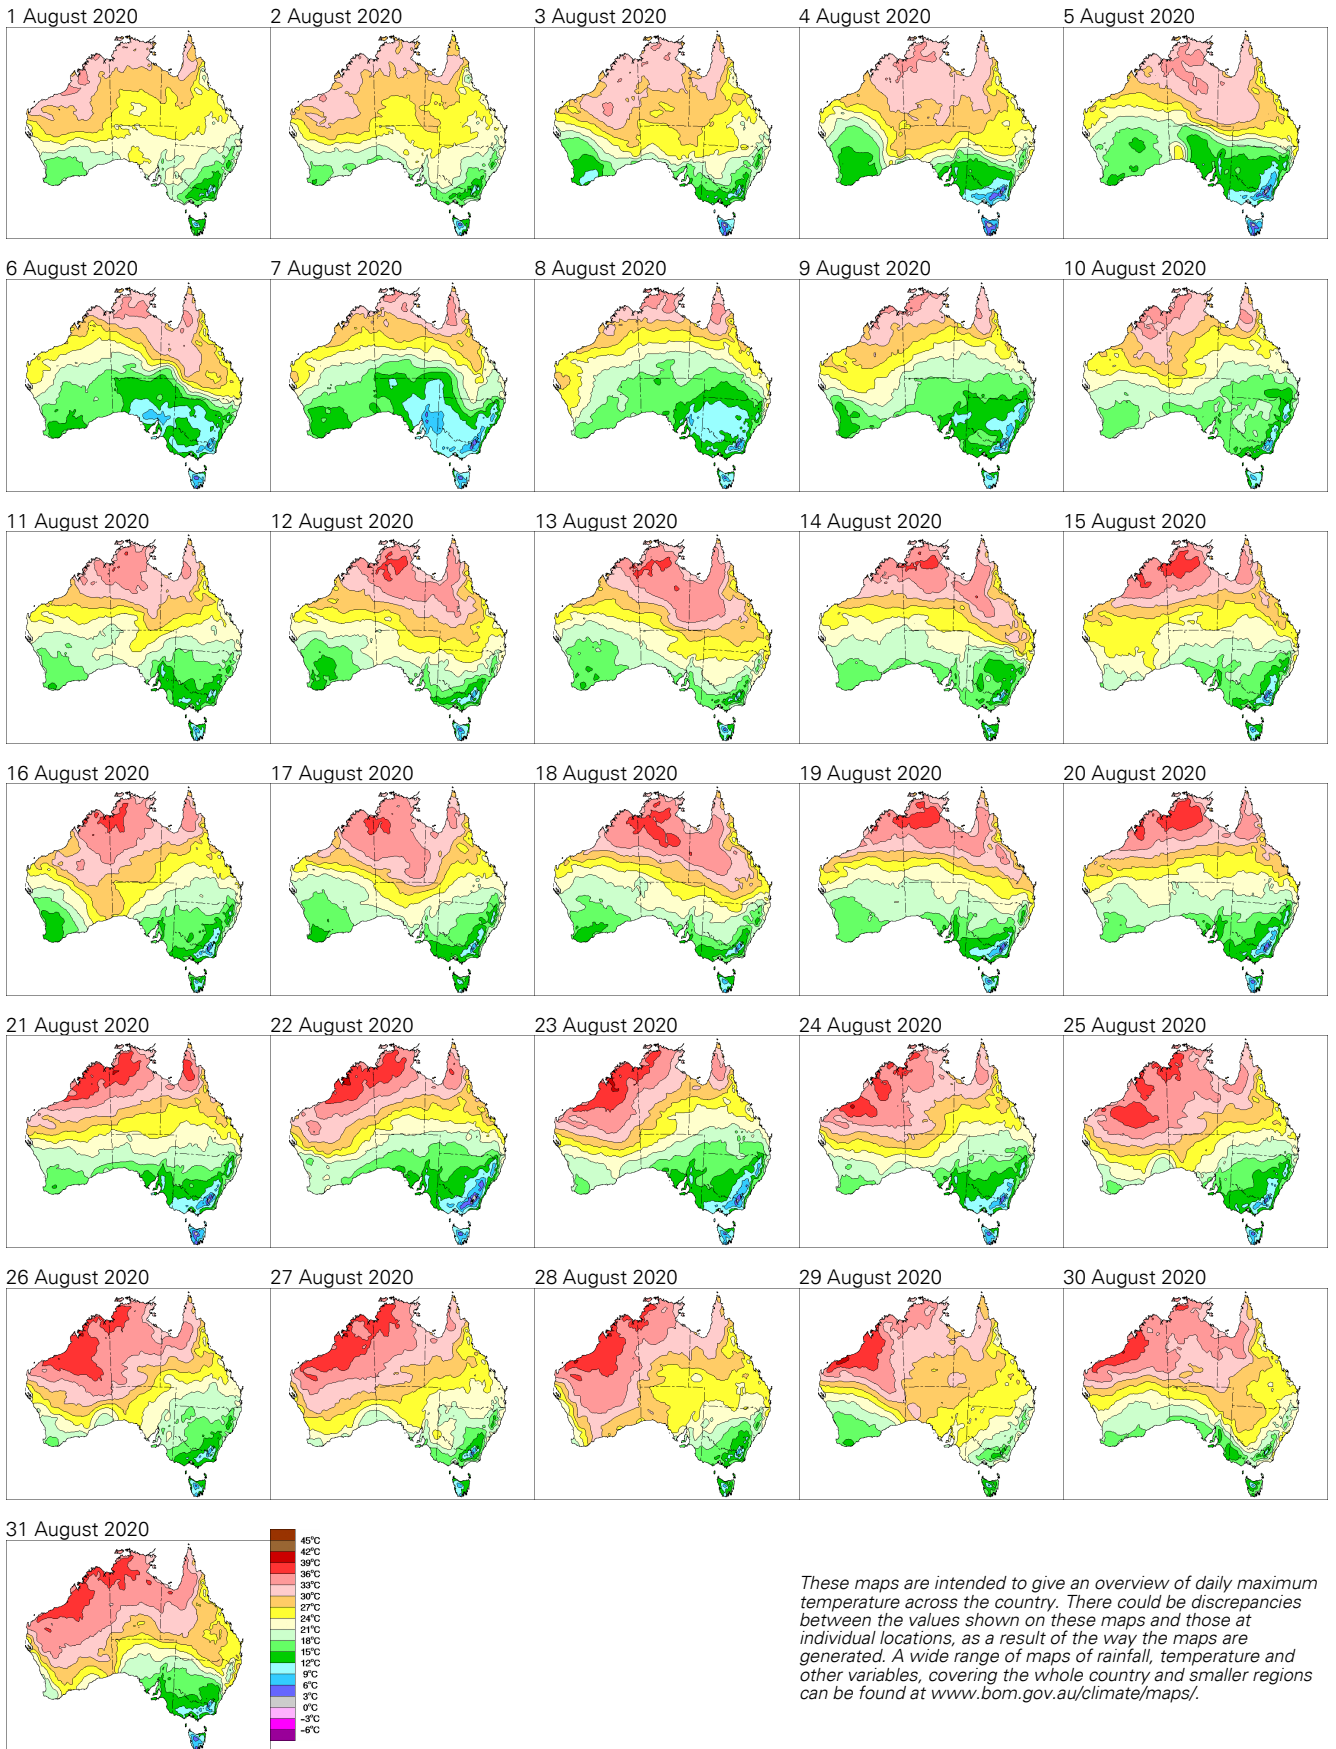 1 August 2020
2 August 2020
3 August 2020
4 August 2020
5 August 2020
6 August 2020
7 August 2020
8 August 2020
9 August 2020
10 August 2020
11 August 2020
12 August 2020
13 August 2020
14 August 2020
15 August 2020
16 August 2020
17 August 2020
18 August 2020
19 August 2020
20 August 2020
21 August 2020
22 August 2020
23 August 2020
24 August 2020
25 August 2020
26 August 2020
27 August 2020
28 August 2020
29 August 2020
30 August 2020
31 August 2020
45°C
42°C
39°C
36°C
33°C
30°C
27°C
24°C
21°C
18°C
15°C
12°C
9°C
6°C
3°C
0°C
-3°C
-6°C
These maps are intended to give an overview of daily maximum
temperature across the country. There could be discrepancies
between the values shown on these maps and those at
individual locations, as a result of the way the maps are
generated. A wide range of maps of rainfall, temperature and
other variables, covering the whole country and smaller regions
can be found at www.bom.gov.au/climate/maps/.